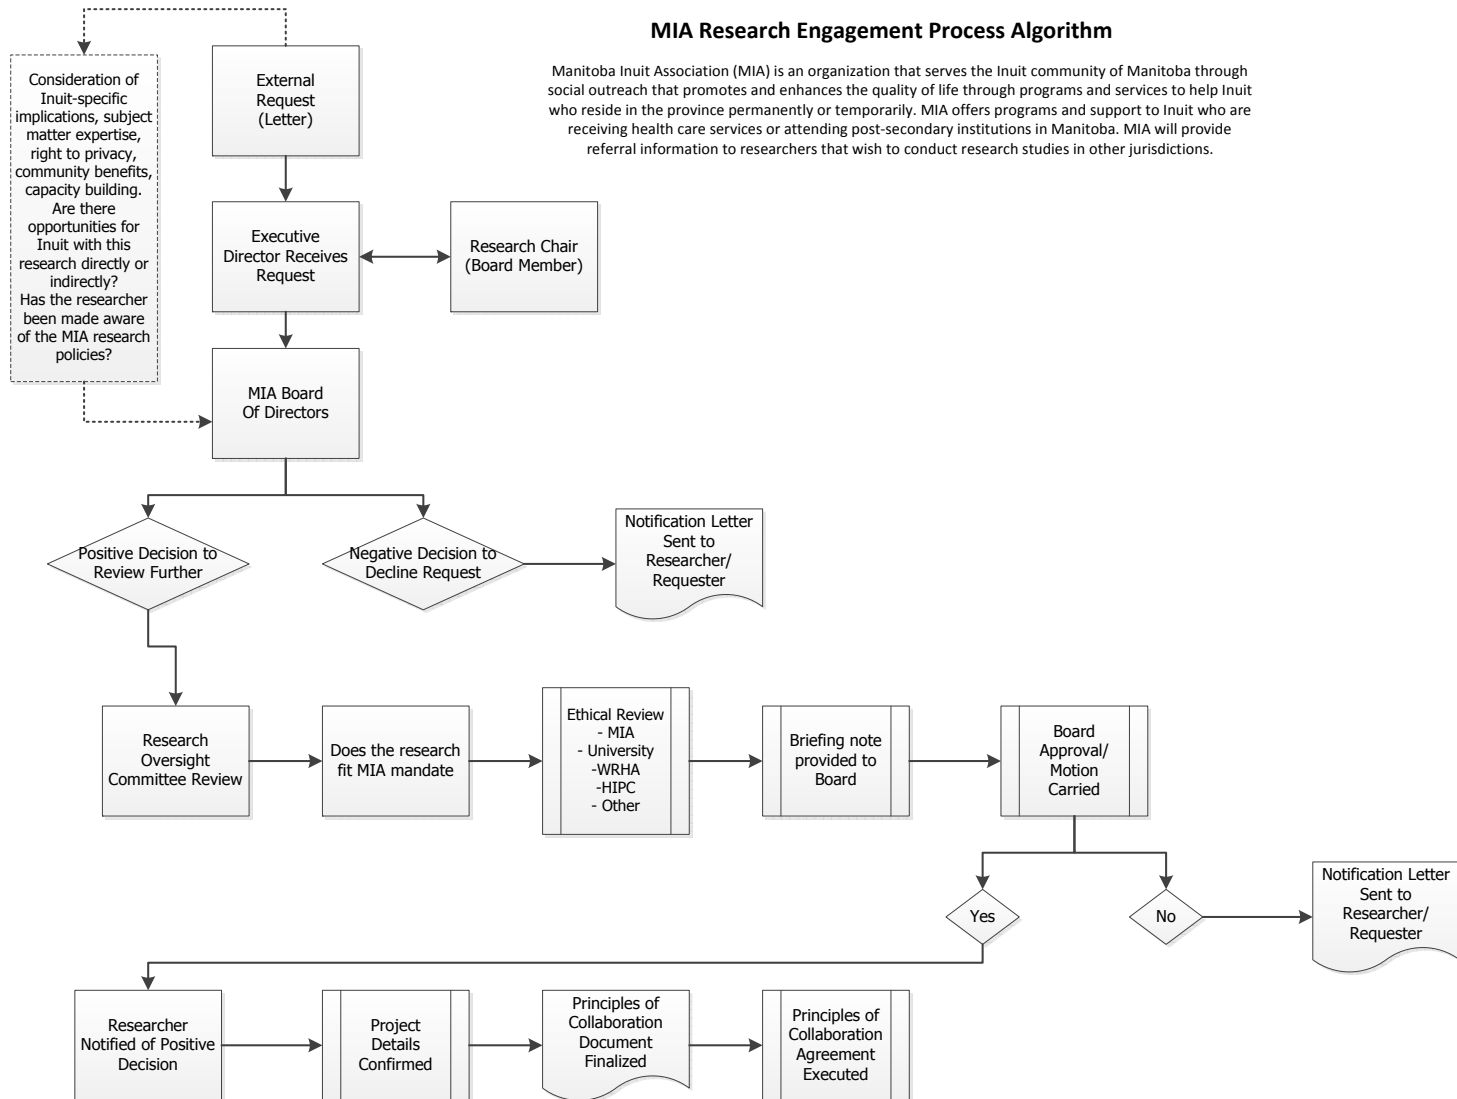 MIA Research Engagement Process Algorithm
Manitoba Inuit Association (MIA) is an organization that serves the Inuit community of Manitoba through
social outreach that promotes and enhances the quality of life through programs and services to help Inuit
who reside in the province permanently or temporarily. MIA offers programs and support to Inuit who are
receiving health care services or attending post-secondary institutions in Manitoba. MIA will provide
referral information to researchers that wish to conduct research studies in other jurisdictions.
Consideration of
Inuit-specific
implications, subject
matter expertise,
right to privacy,
community benefits,
capacity building.
Are there
opportunities for
Inuit with this
research directly or
indirectly?
Has the researcher
been made aware
of the MIA research
policies?
External
Request
(Letter)
Executive
Director Receives
Request
Research Chair
(Board Member)
MIA Board
Of Directors
Positive Decision to
Review Further
Negative Decision to
Decline Request
Notification Letter
Sent to
Researcher/
Requester
Research
Oversight
Committee Review
Does the research
fit MIA mandate
Ethical Review
- MIA
- University
-WRHA
-HIPC
- Other
Briefing note
provided to
Board
Board
Approval/
Motion
Carried
Yes
No
Notification Letter
Sent to
Researcher/
Requester
Researcher
Notified of Positive
Decision
Project
Details
Confirmed
Principles of
Collaboration
Document
Finalized
Principles of
Collaboration
Agreement
Executed